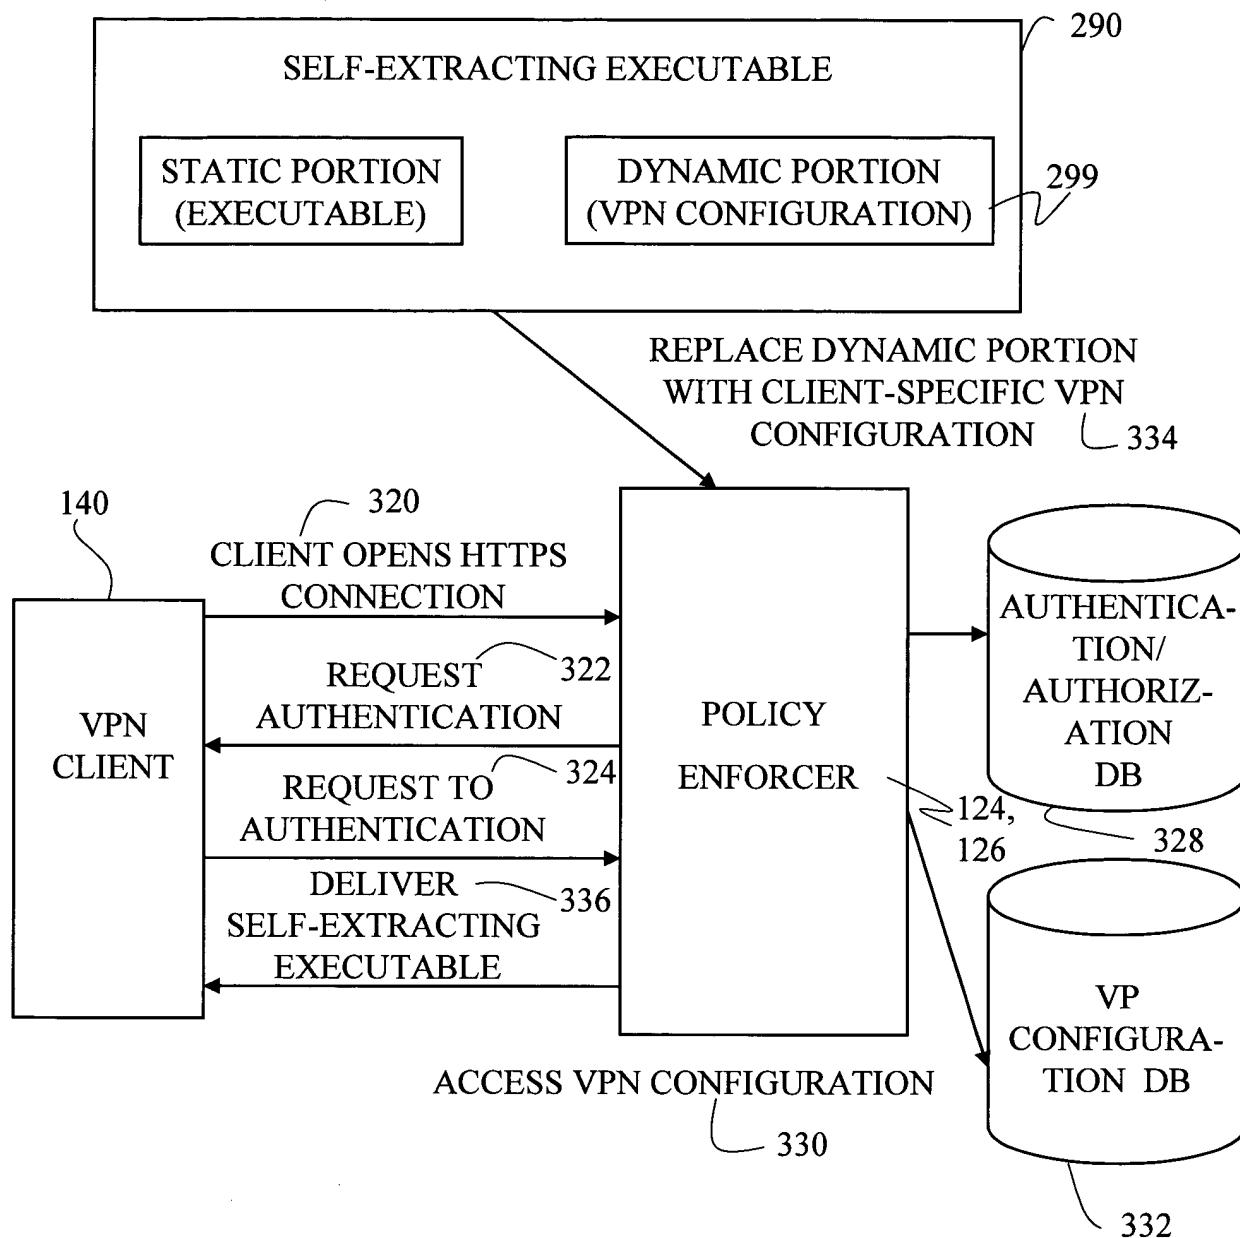 290
SELF-EXTRACTING EXECUTABLE
STATIC PORTION
(EXECUTABLE)
DYNAMIC PORTION
(VPN CONFIGURATION)
299
REPLACE DYNAMIC PORTION
WITH CLIENT-SPECIFIC VPN
CONFIGURATION
334
140
320
CLIENT OPENS HTTPS
CONNECTION
322
REQUEST
AUTHENTICATION
324
REQUEST TO
AUTHENTICATION
336
DELIVER
SELF-EXTRACTING
EXECUTABLE
VPN
CLIENT
POLICY
ENFORCER
124,
126
AUTHENTICA-
TION/
AUTHORIZ-
ATION
DB
328
VP
CONFIGURA-
TION DB
ACCESS VPN CONFIGURATION
330
332